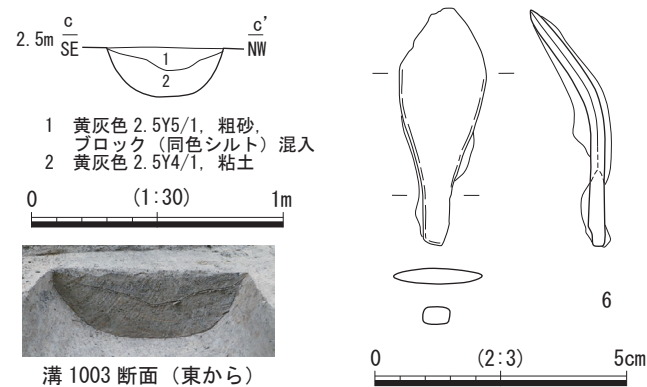 2.5m c SE c' NW
1
2
1 黄灰色 2.5Y5/1, 粗砂,
ブロック (同色シルト) 混入
2 黄灰色 2.5Y4/1, 粘土
0 (1:30) 1m
溝 1003 断面 (東から)
6
0 (2:3) 5cm